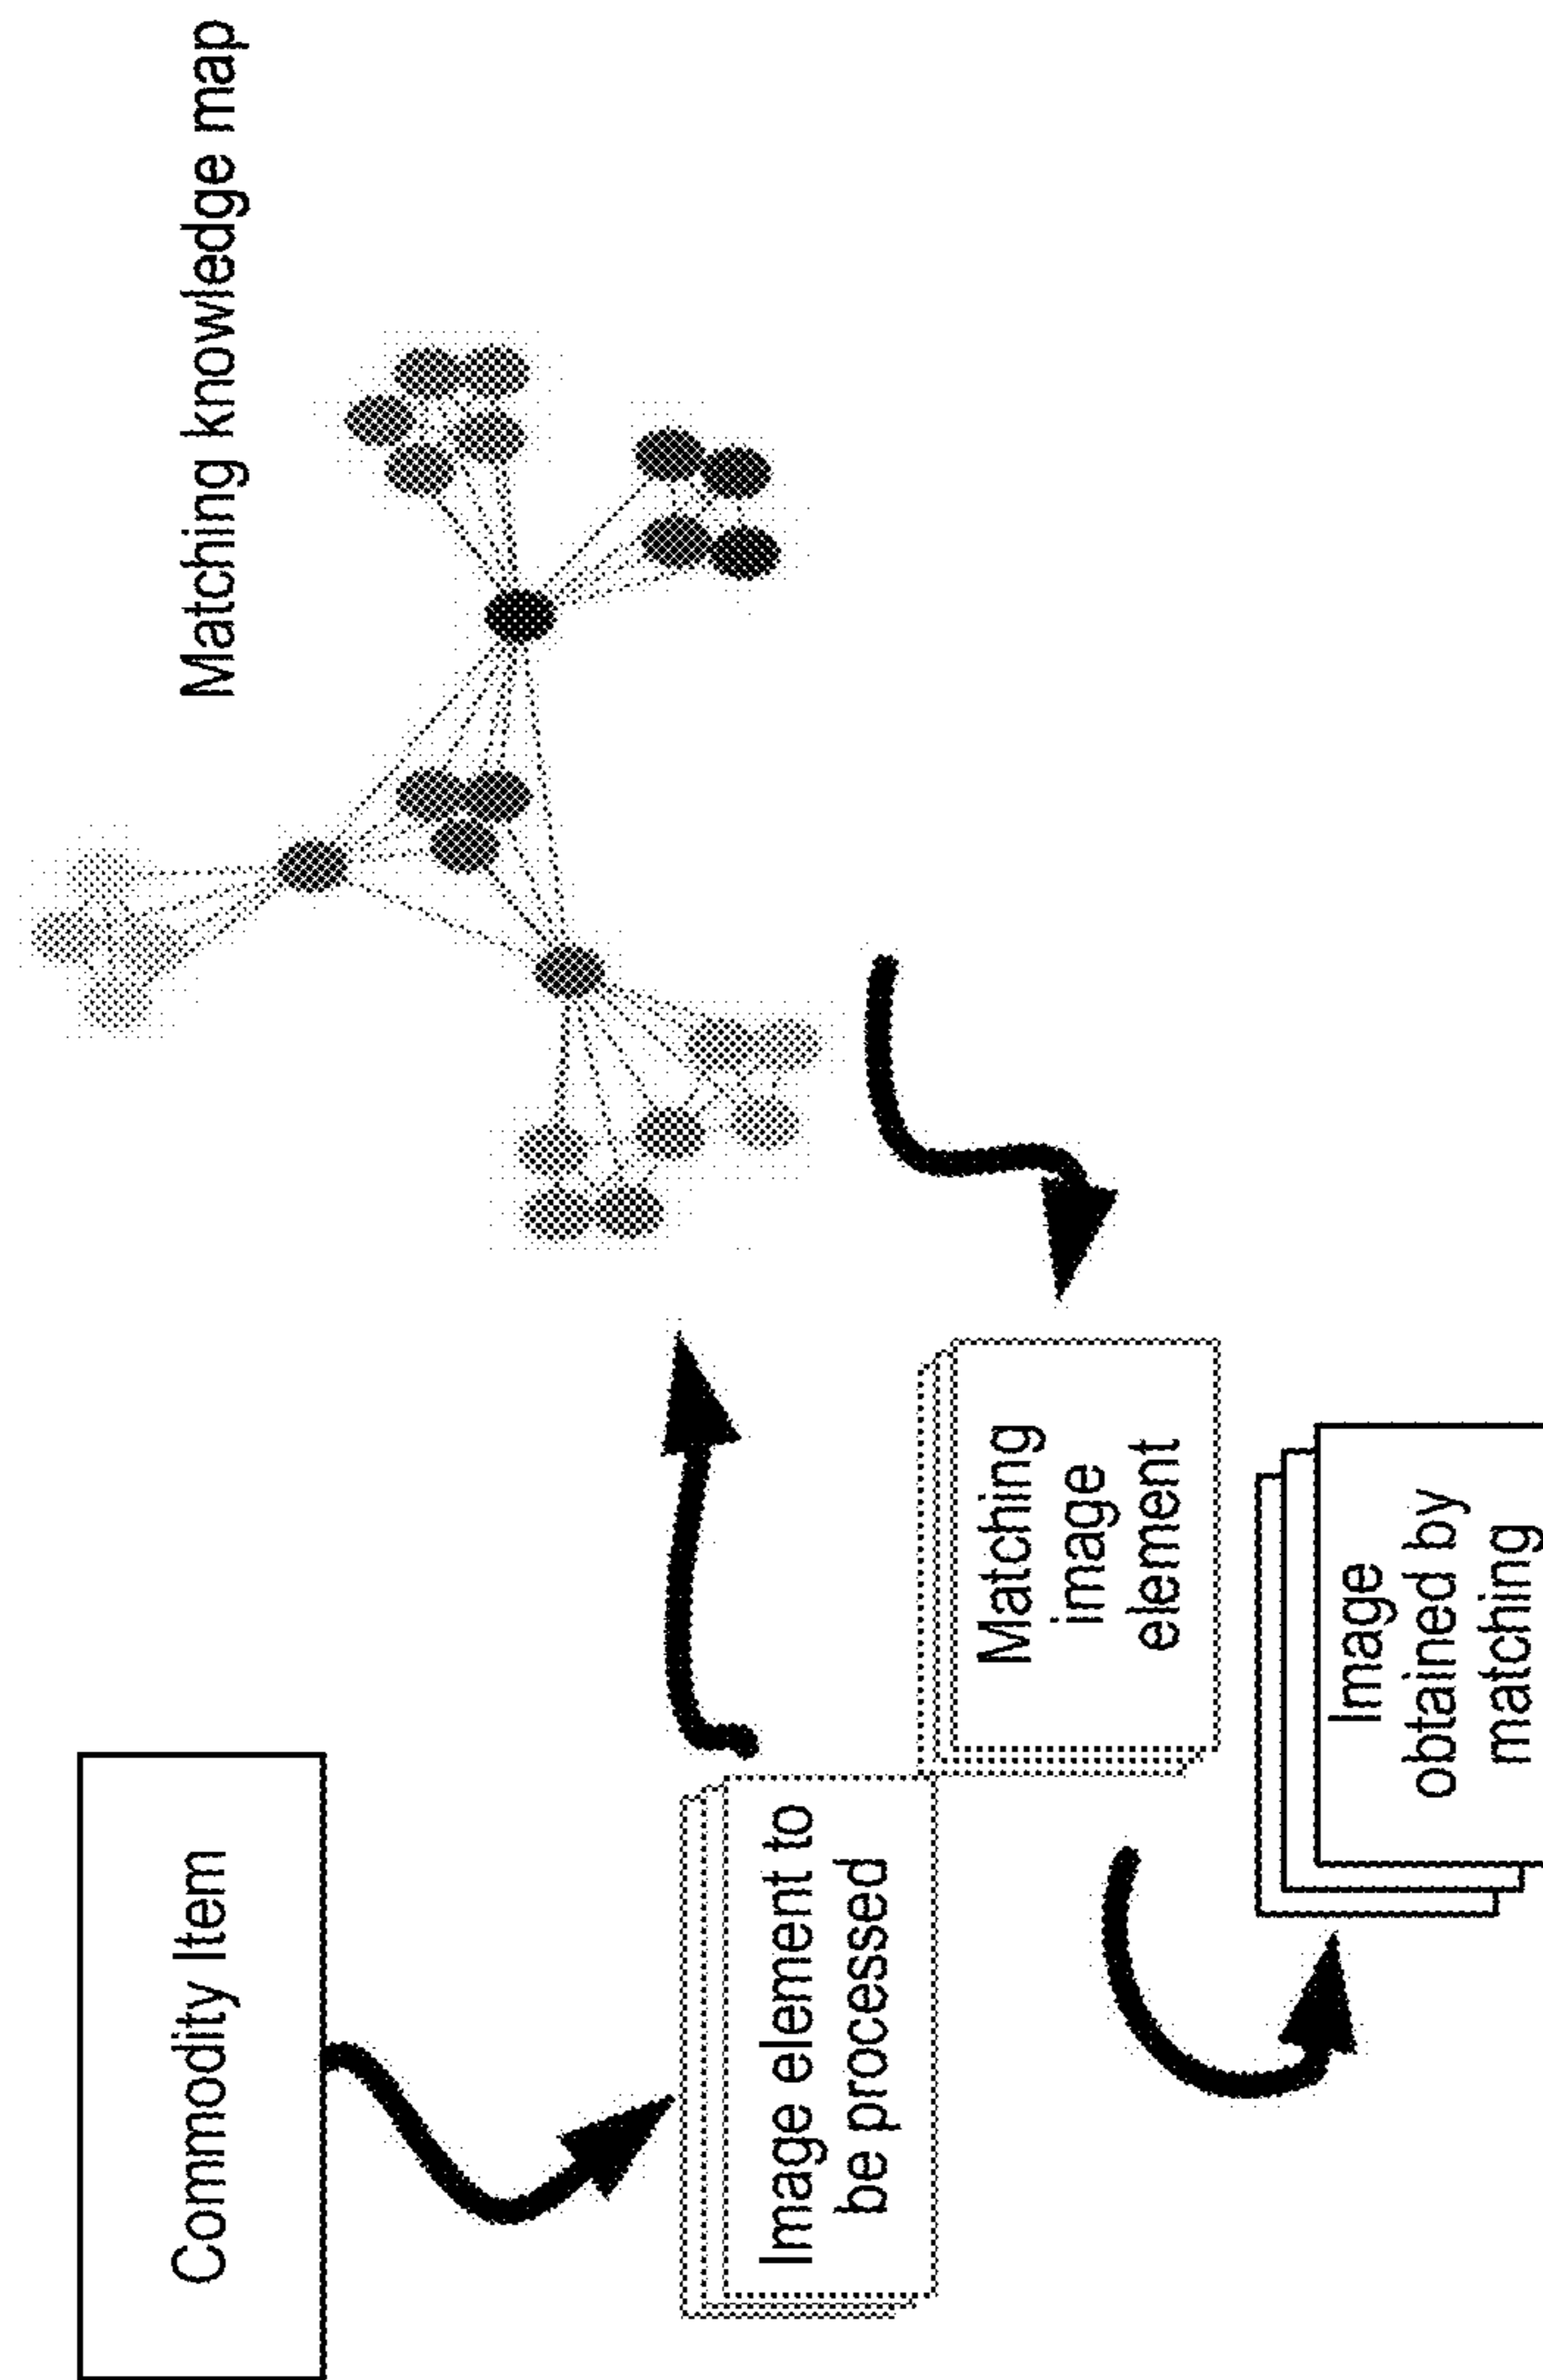 Commodity Item
Matching knowledge map
Image element to
be processed
Matching
image
element
Image
obtained by
matching